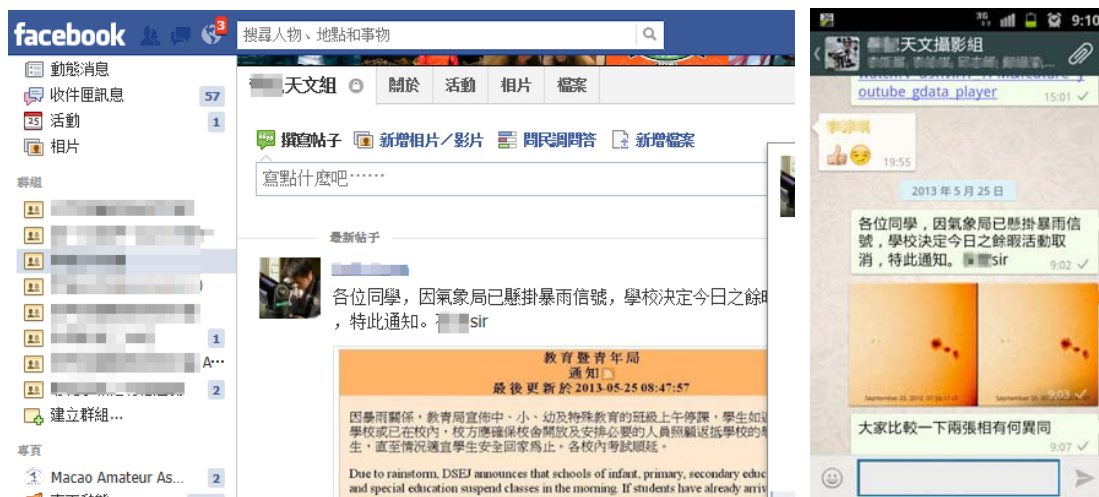 facebook
3
搜尋人物、地點和事物
動態消息
收件匣訊息 57
活動 1
相片
群組
1
A…
2
建立群組...
專頁
Macao Amateur As... 2
天文組
關於
活動
相片
檔案
撰寫帖子
新增相片／影片
問民調問答
新增檔案
寫點什麼吧……
最新帖子
各位同學，因氣象局已懸掛暴雨信號，學校決定今日之餘暇
，特此通知。 sir
教育暨青年局
通知
最後更新於 2013-05-25 08:47:57
因暴雨關係，教青局宣佈中、小、幼及特殊教育的班級上午停課，學生如
學校或已在校內，校方應確保校舍開放及安排必要的人員照顧返抵學校的學
生，直至情況適宜學生安全回家為止。各校內考試順延。
Due to rainstorm, DSEJ announces that schools of infant, primary, secondary educ
and special education suspend classes in the morning. If students have already arriv
3G 9:10
天文攝影組
outube_gdata_player
15:01
19:55
2013 年 5 月 25 日
各位同學，因氣象局已懸掛暴雨信
號，學校決定今日之餘暇活動取
消，特此通知。 sir
9:02
9:03
大家比較一下兩張相有何異同
9:07